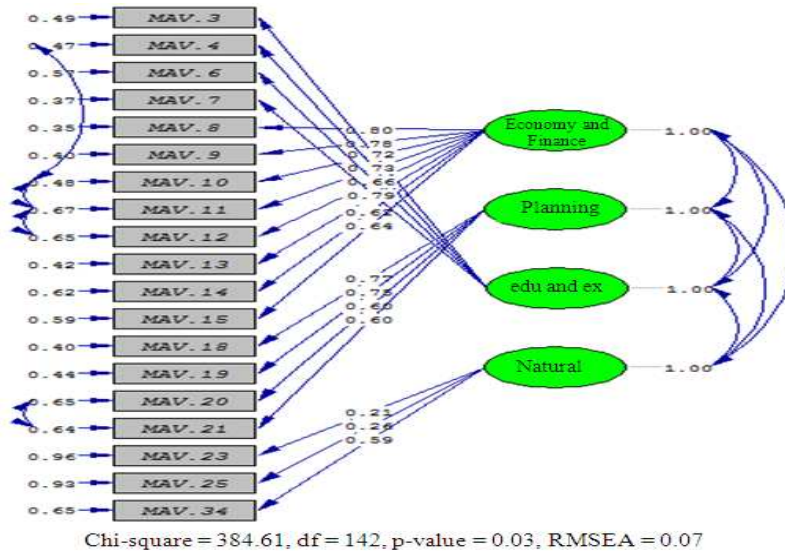 0.49 MAV.3
0.47 MAV.4
0.57 MAV.6
0.37 MAV.7
0.35 MAV.8
0.40 MAV.9
0.48 MAV.10
0.67 MAV.11
0.65 MAV.12
0.42 MAV.13
0.62 MAV.14
0.59 MAV.15
0.40 MAV.18
0.44 MAV.19
0.65 MAV.20
0.64 MAV.21
0.96 MAV.23
0.93 MAV.25
0.65 MAV.34
0.80
0.78
0.72
0.73
0.66
0.79
0.62
0.64
0.77
0.75
0.60
0.60
0.21
0.26
0.59
Economy and
Finance
1.00
Planning
1.00
edu and ex
1.00
Natural
1.00
Chi-square = 384.61, df = 142, p-value = 0.03, RMSEA = 0.07